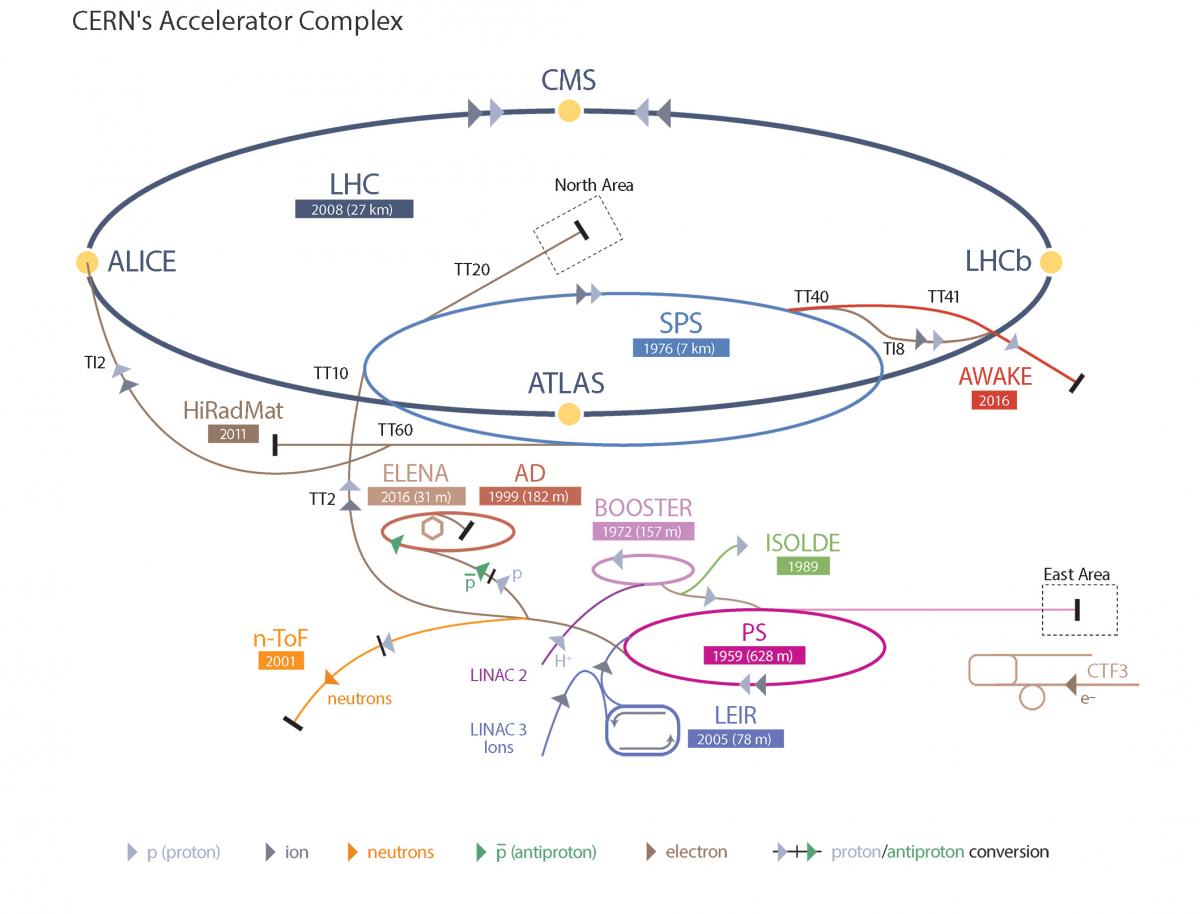 CERN's Accelerator Complex
CMS
LHC
2008 (27 km)
North Area
ALICE
LHCb
TT20
TT40
TT41
SPS
1976 (7 km)
TI8
TI2
TT10
ATLAS
AWAKE
2016
HiRadMat
2011
TT60
ELENA
2016 (31 m)
AD
1999 (182 m)
TT2
BOOSTER
1972 (157 m)
ISOLDE
1989
p̅
p
East Area
n-ToF
2001
neutrons
PS
1959 (628 m)
H+
LINAC 2
CTF3
e–
LINAC 3
Ions
LEIR
2005 (78 m)
p (proton)
ion
neutrons
p̅ (antiproton)
electron
proton/antiproton conversion